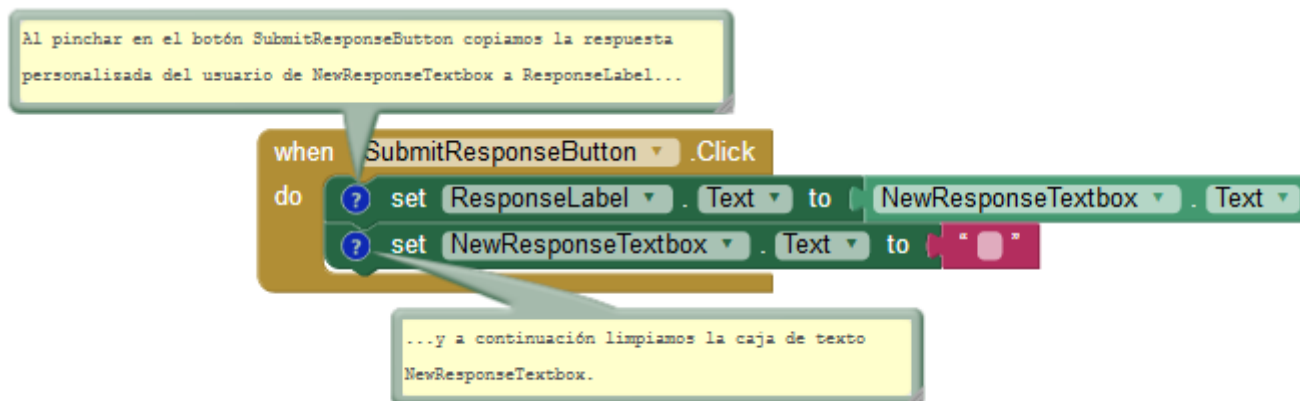 Al pinchar en el botón SubmitResponseButton copiamos la respuesta
personalizada del usuario de NewResponseTextbox a ResponseLabel...
when SubmitResponseButton .Click
do ? set ResponseLabel . Text to NewResponseTextbox . Text
? set NewResponseTextbox . Text to “ ”
...y a continuación limpiamos la caja de texto
NewResponseTextbox.